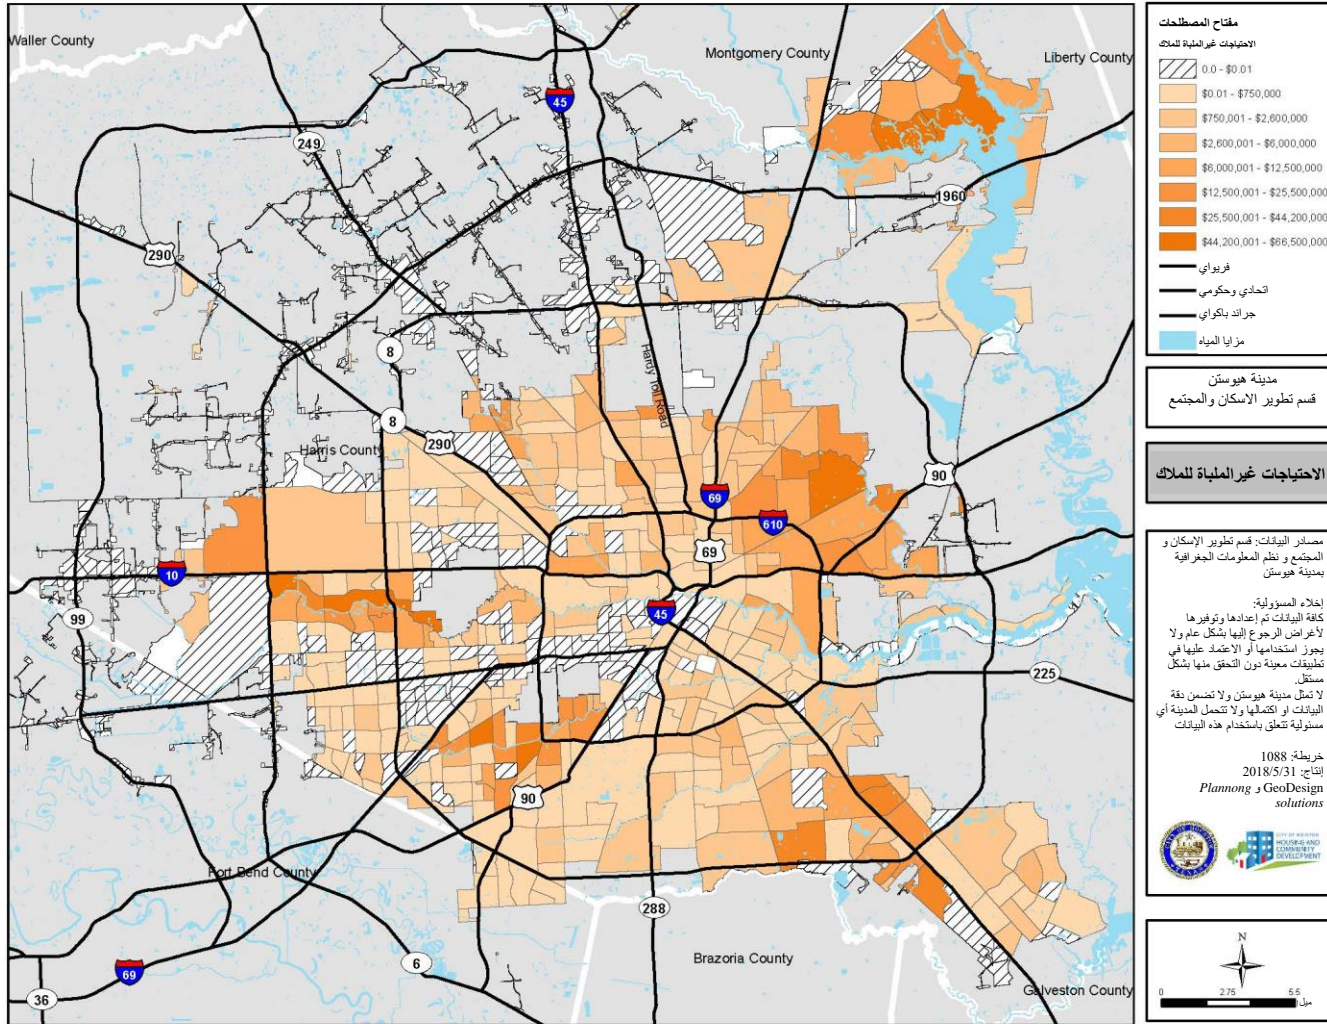 Waller County
Montgomery County
Liberty County
45
249
1960
290
8
Hardy Toll Road
8
290
Harris County
90
69
610
69
10
45
99
225
90
Fort Bend County
288
6
Brazoria County
69
36
Galveston County
مفتاح المصطلحات
الاحتياجات غيرالملباة للملاك
0.0 - $0.01
$0.01 - $750,000
$750,001 - $2,600,000
$2,600,001 - $6,000,000
$6,000,001 - $12,500,000
$12,500,001 - $25,500,000
$25,500,001 - $44,200,000
$44,200,001 - $66,500,000
فريواي
اتحادي وحكومي
جراند باكواي
مزايا المياه
مدينة هيوستن
قسم تطوير الاسكان والمجتمع
الاحتياجات غيرالملباة للملاك
مصادر البيانات: قسم تطوير الإسكان و
المجتمع و نظم المعلومات الجغرافية
بمدينة هيوستن
إخلاء المسؤولية:
كافة البيانات تم إعدادها وتوفيرها
لأغراض الرجوع إليها بشكل عام ولا
يجوز استخدامها أو الاعتماد عليها في
تطبيقات معينة دون التحقق منها بشكل
مستقل.
لا تمثل مدينة هيوستن ولا تضمن دقة
البيانات او اكتمالها ولا تتحمل المدينة أي
مسئولية تتعلق باستخدام هذه البيانات
خريطة: 1088
إنتاج: 2018/5/31
GeoDesign و Plannong
solutions
CITY OF HOUSTON
HOUSING AND
COMMUNITY
DEVELOPMENT
N
0 2.75 5.5
ميل